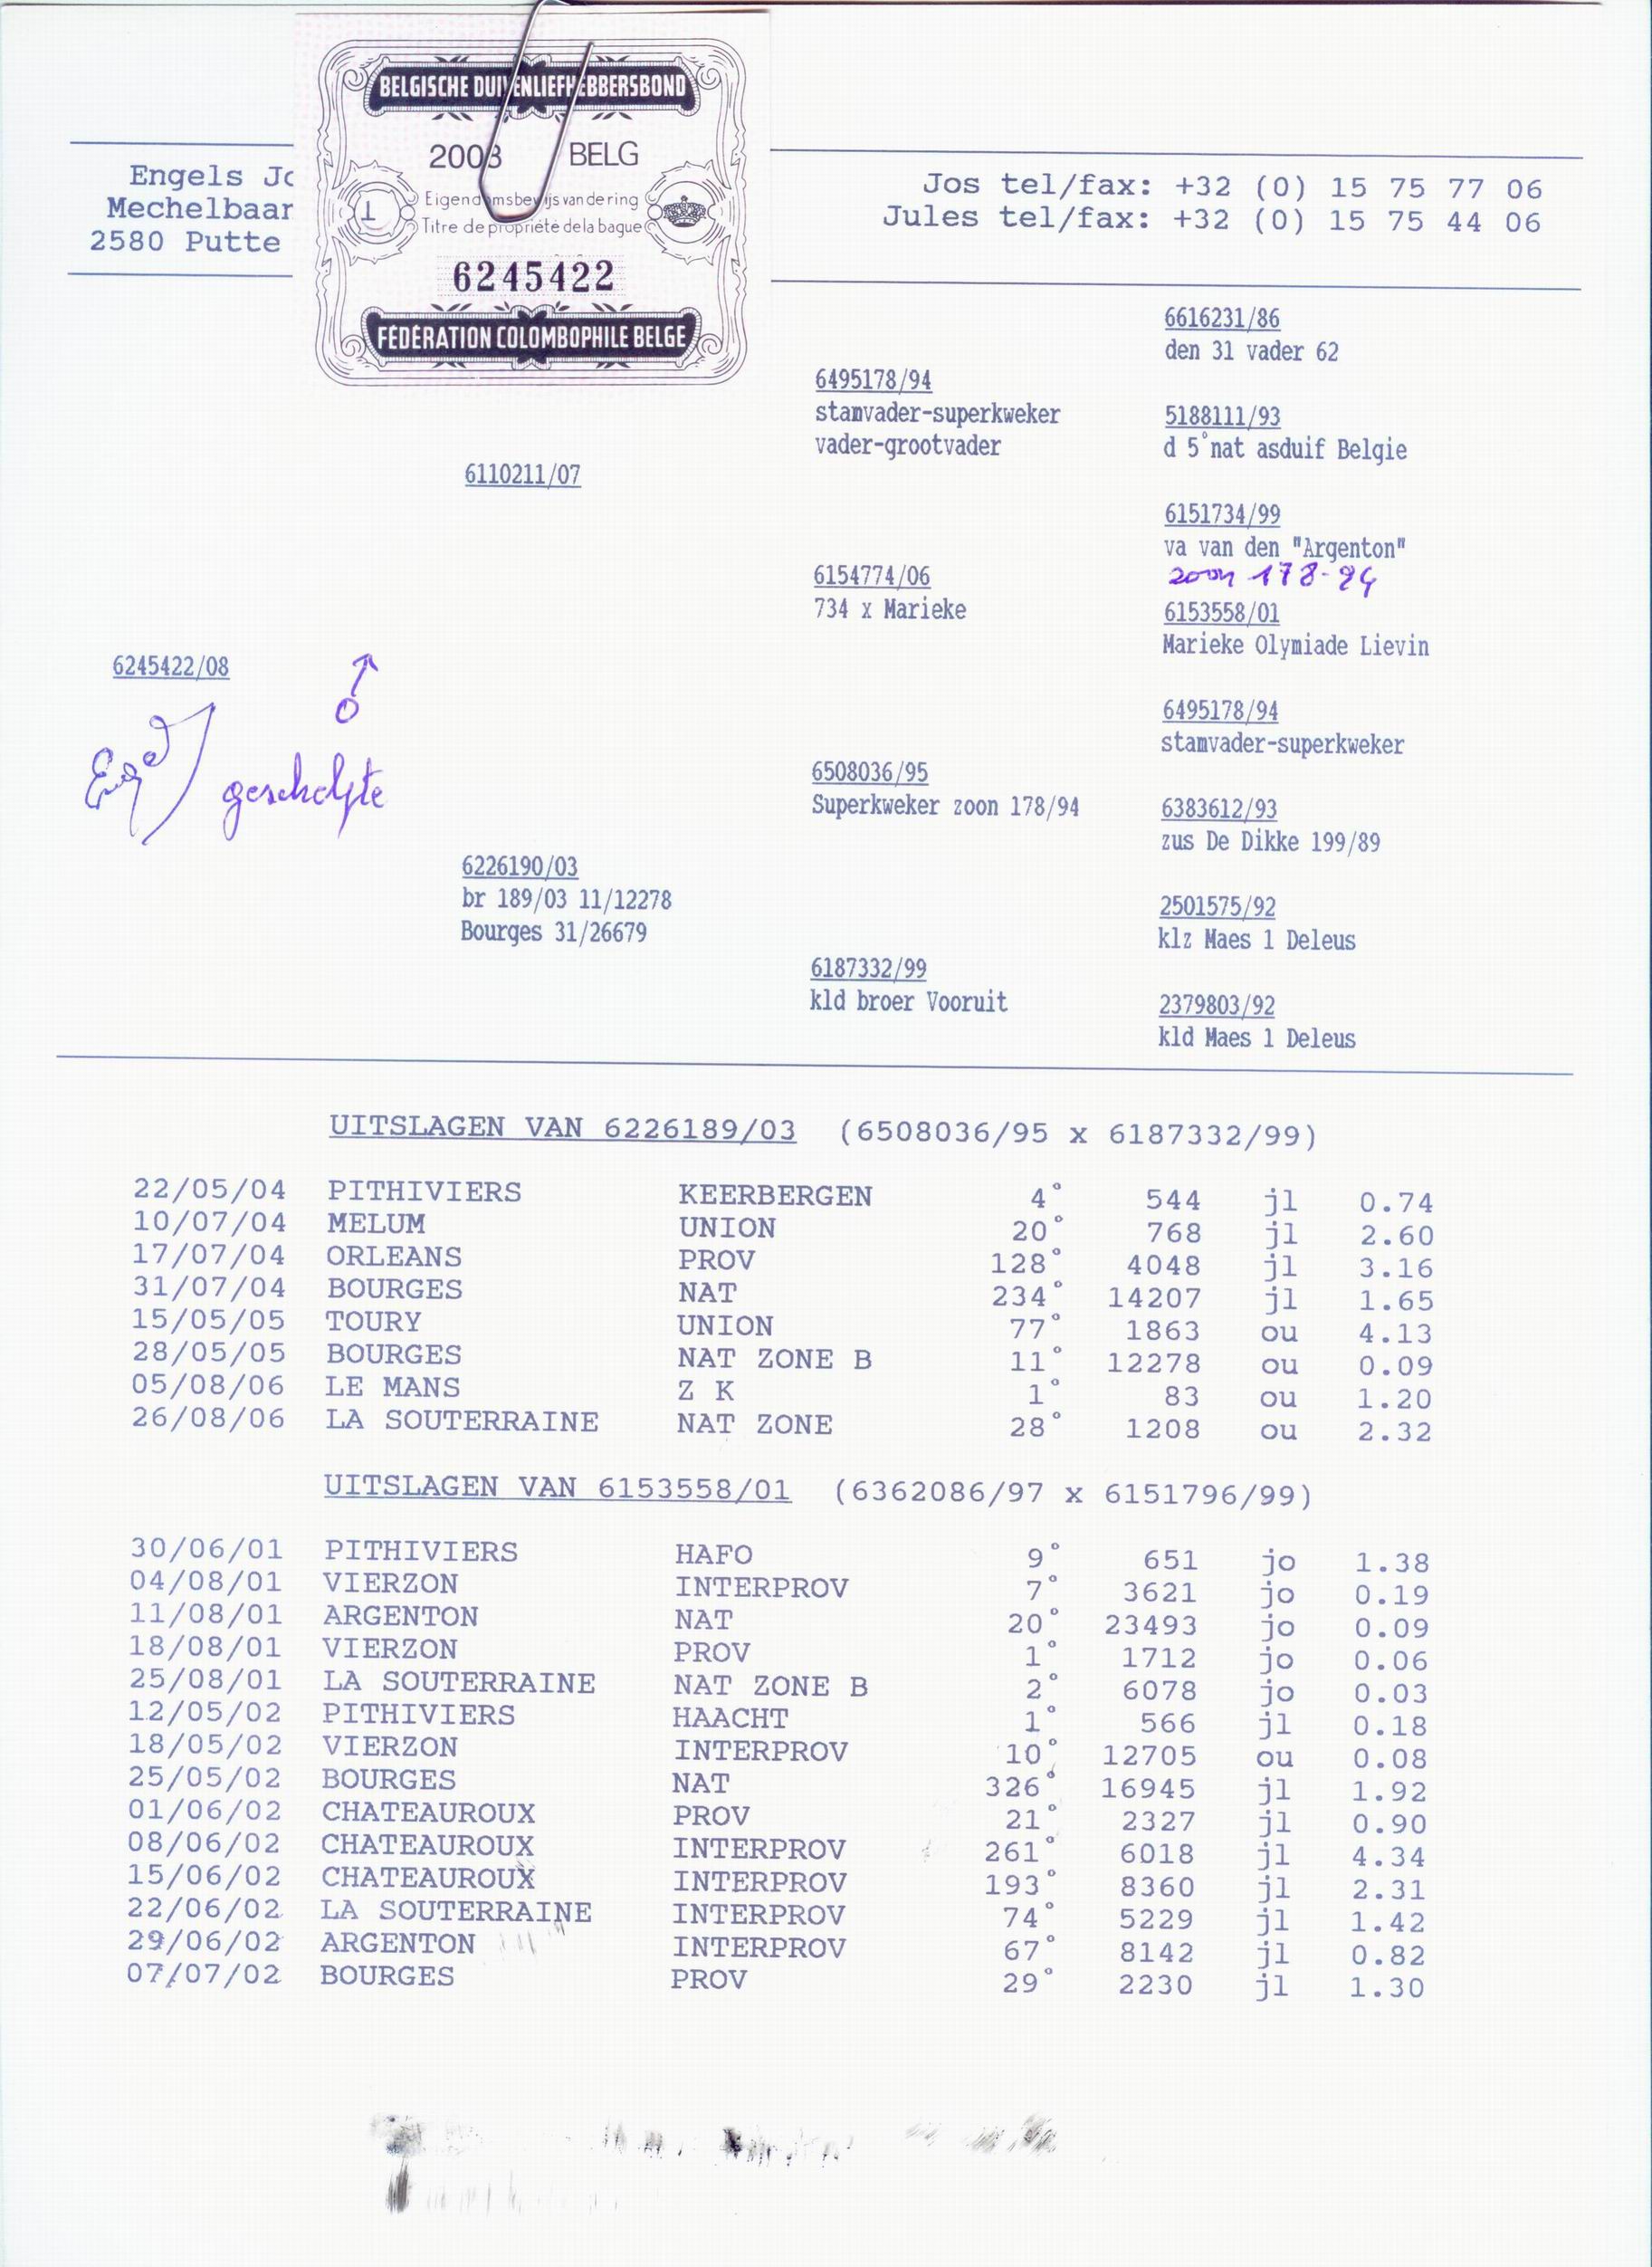 BELGISCHE DUIVENLIEFHEBBERSBOND
2008 BELG
Eigendomsbewijs van de ring
Titre de propriété de la bague
6245422
FÉDÉRATION COLOMBOPHILE BELGE
Engels Jo
Mechelbaan
2580 Putte
Jos tel/fax: +32 (0) 15 75 77 06
Jules tel/fax: +32 (0) 15 75 44 06
6616231/86
den 31 vader 62
6495178/94
stamvader-superkweker
vader-grootvader
5188111/93
d 5°nat asduif Belgie
6110211/07
6151734/99
va van den "Argenton"
zoon 178-94
6154774/06
734 x Marieke
6153558/01
Marieke Olymiade Lievin
6245422/08
geschelpte
6495178/94
stamvader-superkweker
6508036/95
Superkweker zoon 178/94
6383612/93
zus De Dikke 199/89
6226190/03
br 189/03 11/12278
Bourges 31/26679
2501575/92
klz Maes 1 Deleus
6187332/99
kld broer Vooruit
2379803/92
kld Maes 1 Deleus
UITSLAGEN VAN 6226189/03 (6508036/95 x 6187332/99)
22/05/04 PITHIVIERS KEERBERGEN 4° 544 jl 0.74
10/07/04 MELUM UNION 20° 768 jl 2.60
17/07/04 ORLEANS PROV 128° 4048 jl 3.16
31/07/04 BOURGES NAT 234° 14207 jl 1.65
15/05/05 TOURY UNION 77° 1863 ou 4.13
28/05/05 BOURGES NAT ZONE B 11° 12278 ou 0.09
05/08/06 LE MANS Z K 1° 83 ou 1.20
26/08/06 LA SOUTERRAINE NAT ZONE 28° 1208 ou 2.32
UITSLAGEN VAN 6153558/01 (6362086/97 x 6151796/99)
30/06/01 PITHIVIERS HAFO 9° 651 jo 1.38
04/08/01 VIERZON INTERPROV 7° 3621 jo 0.19
11/08/01 ARGENTON NAT 20° 23493 jo 0.09
18/08/01 VIERZON PROV 1° 1712 jo 0.06
25/08/01 LA SOUTERRAINE NAT ZONE B 2° 6078 jo 0.03
12/05/02 PITHIVIERS HAACHT 1° 566 jl 0.18
18/05/02 VIERZON INTERPROV 10° 12705 ou 0.08
25/05/02 BOURGES NAT 326° 16945 jl 1.92
01/06/02 CHATEAUROUX PROV 21° 2327 jl 0.90
08/06/02 CHATEAUROUX INTERPROV 261° 6018 jl 4.34
15/06/02 CHATEAUROUX INTERPROV 193° 8360 jl 2.31
22/06/02 LA SOUTERRAINE INTERPROV 74° 5229 jl 1.42
29/06/02 ARGENTON INTERPROV 67° 8142 jl 0.82
07/07/02 BOURGES PROV 29° 2230 jl 1.30